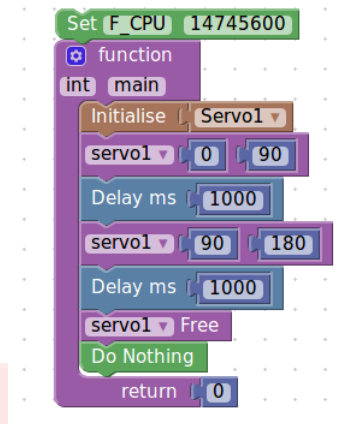 Set F_CPU 14745600
function
int main
Initialise Servo1
servo1 0 90
Delay ms 1000
servo1 90 180
Delay ms 1000
servo1 Free
Do Nothing
return 0